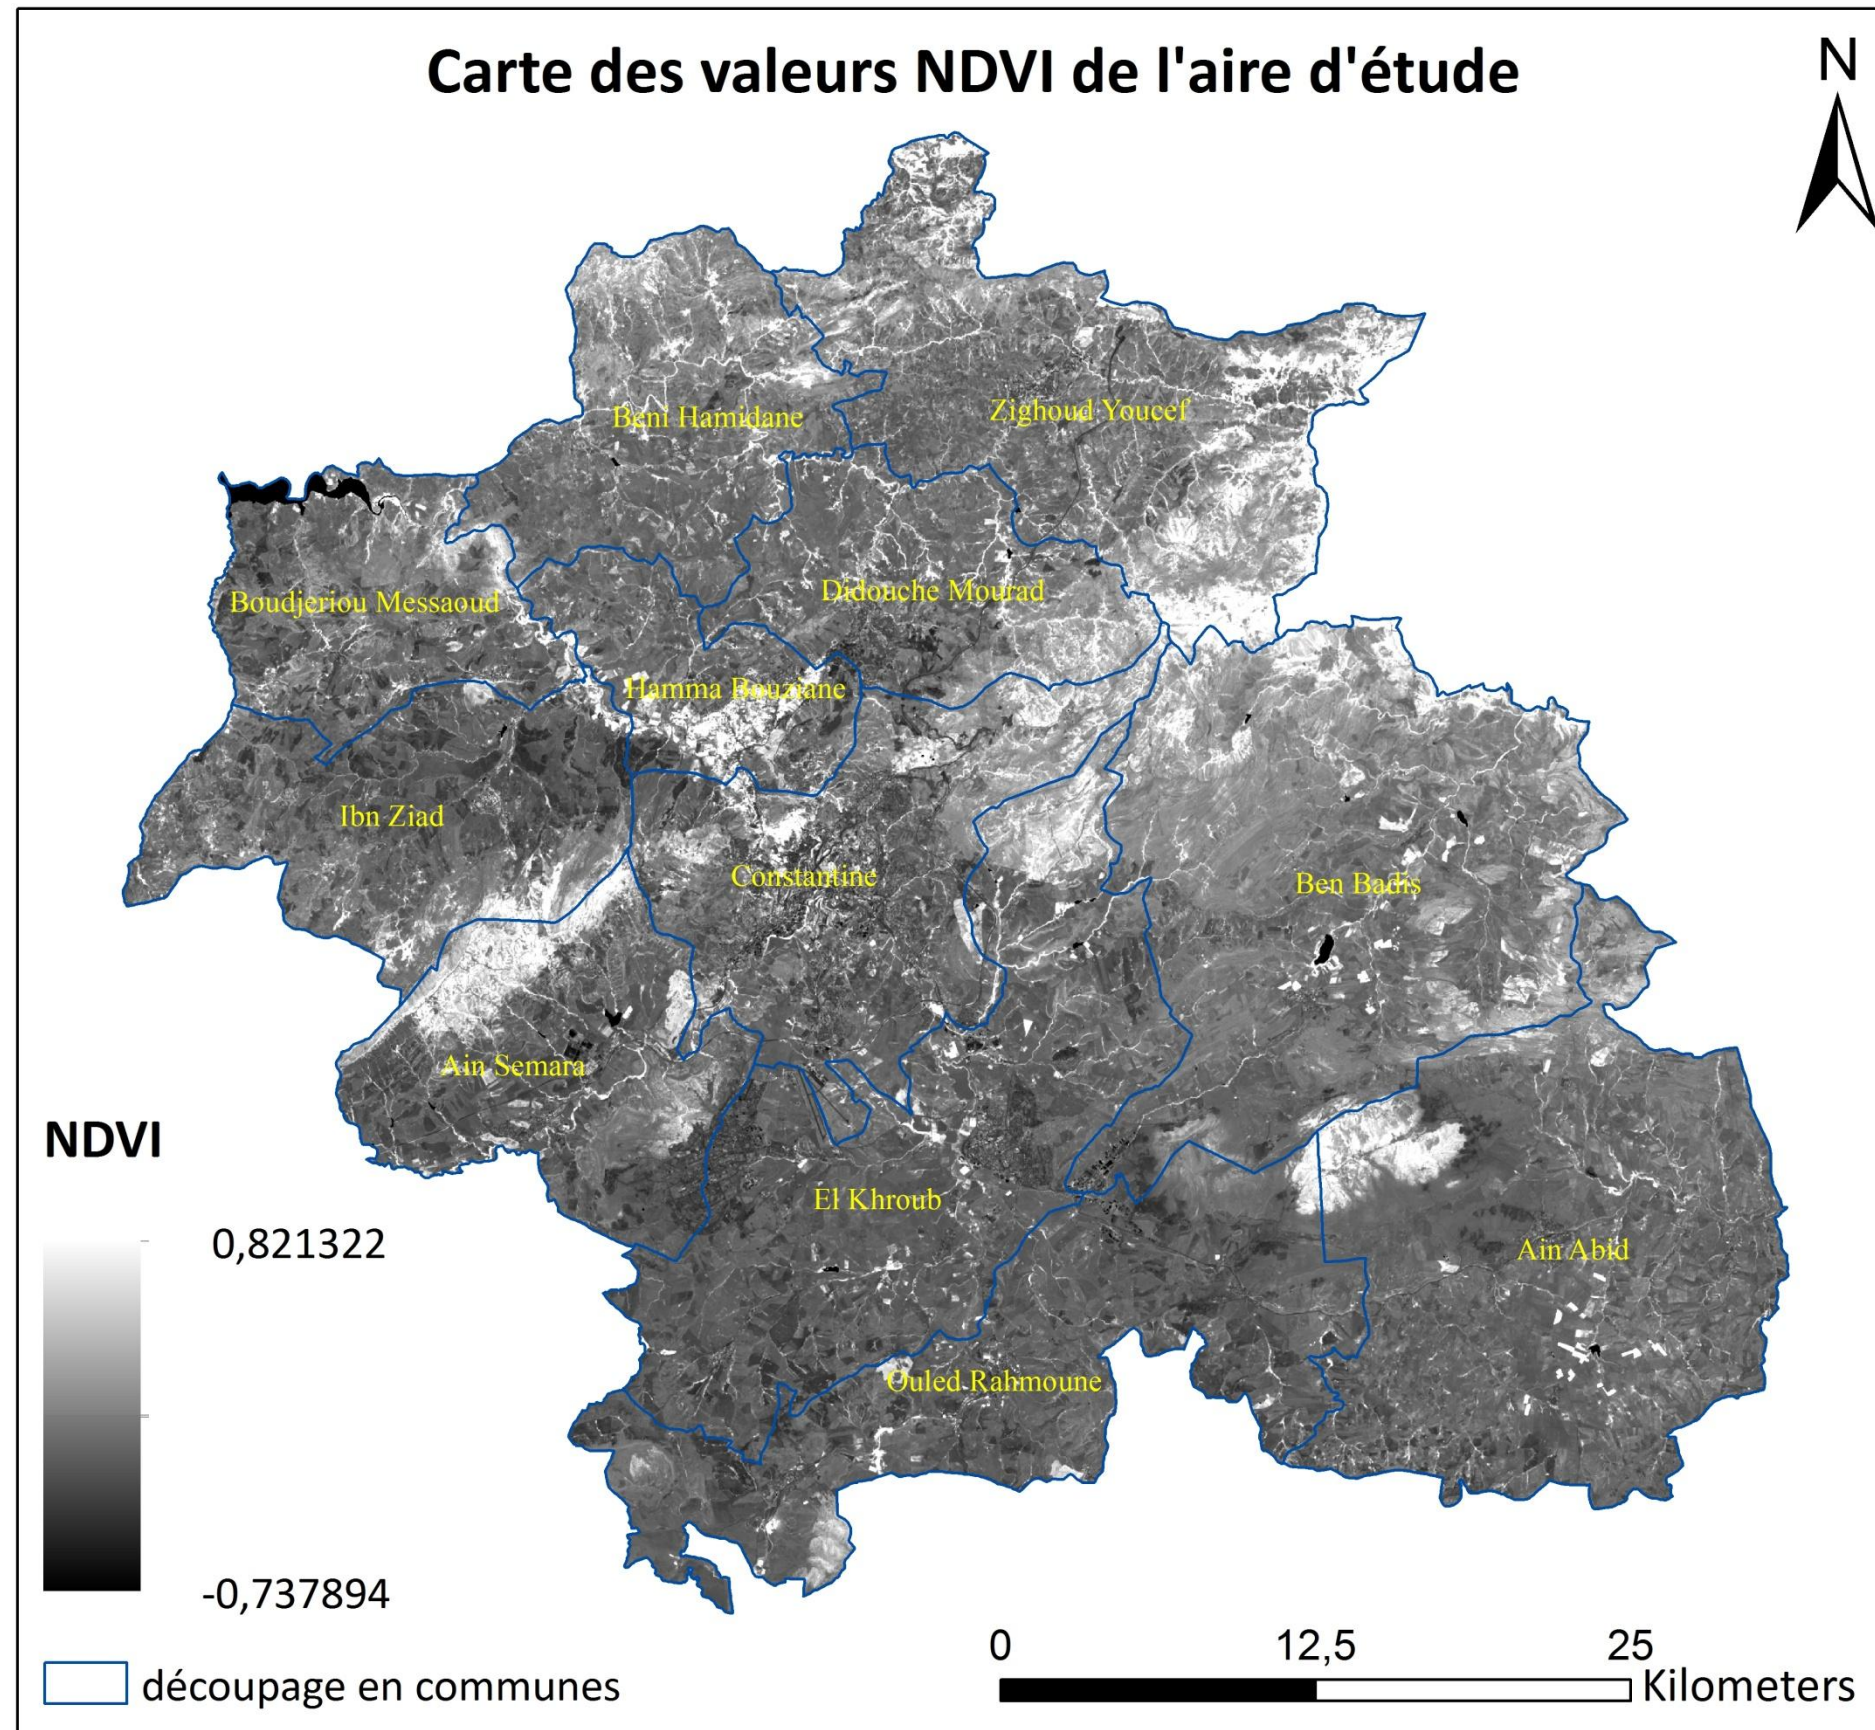 Carte des valeurs NDVI de l'aire d'étude
N
Beni Hamidane
Zighoud Youcef
Boudjeriou Messaoud
Didouche Mourad
Hamma Bouziane
Ibn Ziad
Constantine
Ben Badis
Ain Semara
El Khroub
Ain Abid
Ouled Rahmoune
NDVI
0,821322
-0,737894
découpage en communes
0 12,5 25
Kilometers